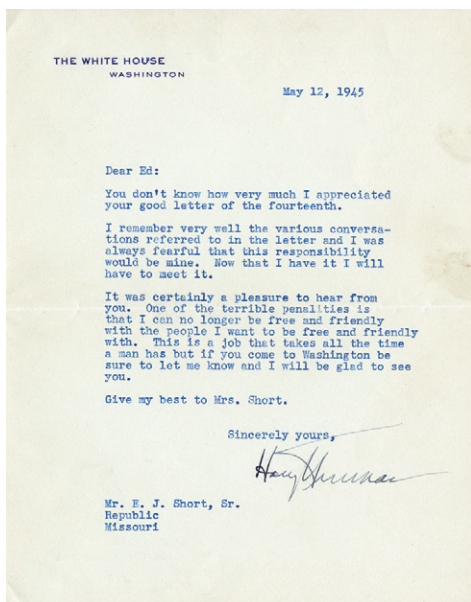 THE WHITE HOUSE
WASHINGTON
May 12, 1945
Dear Ed:
You don't know how very much I appreciated
your good letter of the fourteenth.
I remember very well the various conversa-
tions referred to in the letter and I was
always fearful that this responsibility
would be mine. Now that I have it I will
have to meet it.
It was certainly a pleasure to hear from
you. One of the terrible penalities is
that I can no longer be free and friendly
with the people I want to be free and friendly
with. This is a job that takes all the time
a man has but if you come to Washington be
sure to let me know and I will be glad to see
you.
Give my best to Mrs. Short.
Sincerely yours,
Harry Truman
Mr. E. J. Short, Sr.
Republic
Missouri